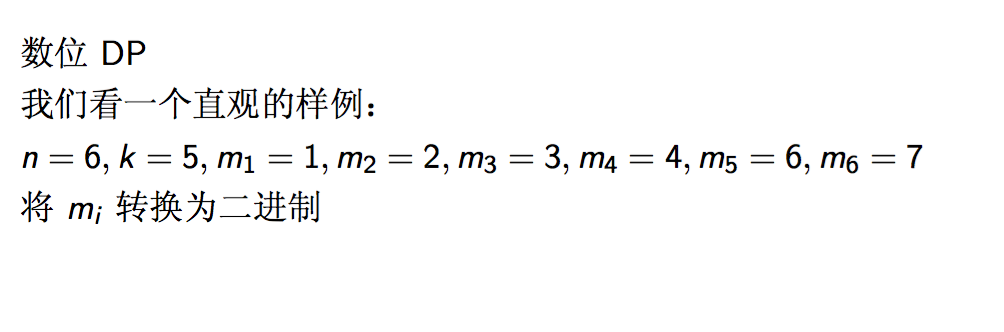 数位 DP
我们看一个直观的样例：
n = 6, k = 5, m₁ = 1, m₂ = 2, m₃ = 3, m₄ = 4, m₅ = 6, m₆ = 7
将 mᵢ 转换为二进制